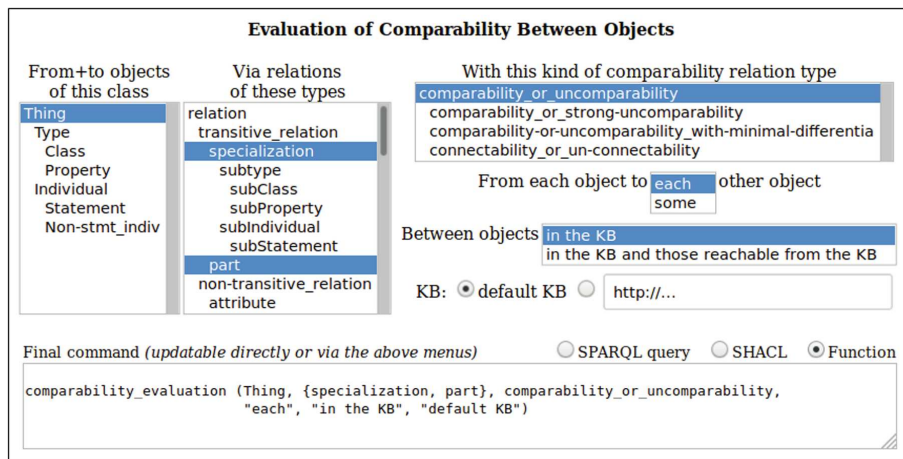 Evaluation of Comparability Between Objects
From+to objects
of this class
Thing
Type
Class
Property
Individual
Statement
Non-stmt_indiv
Via relations
of these types
relation
transitive_relation
specialization
subtype
subClass
subProperty
subIndividual
subStatement
part
non-transitive_relation
attribute
With this kind of comparability relation type
comparability_or_uncomparability
comparability_or_strong-uncomparability
comparability-or-uncomparability_with-minimal-differentia
connectability_or_un-connectability
From each object to each other object
some
Between objects in the KB
in the KB and those reachable from the KB
KB: default KB http://...
Final command (updatable directly or via the above menus) SPARQL query SHACL Function
comparability_evaluation (Thing, {specialization, part}, comparability_or_uncomparability,
"each", "in the KB", "default KB")